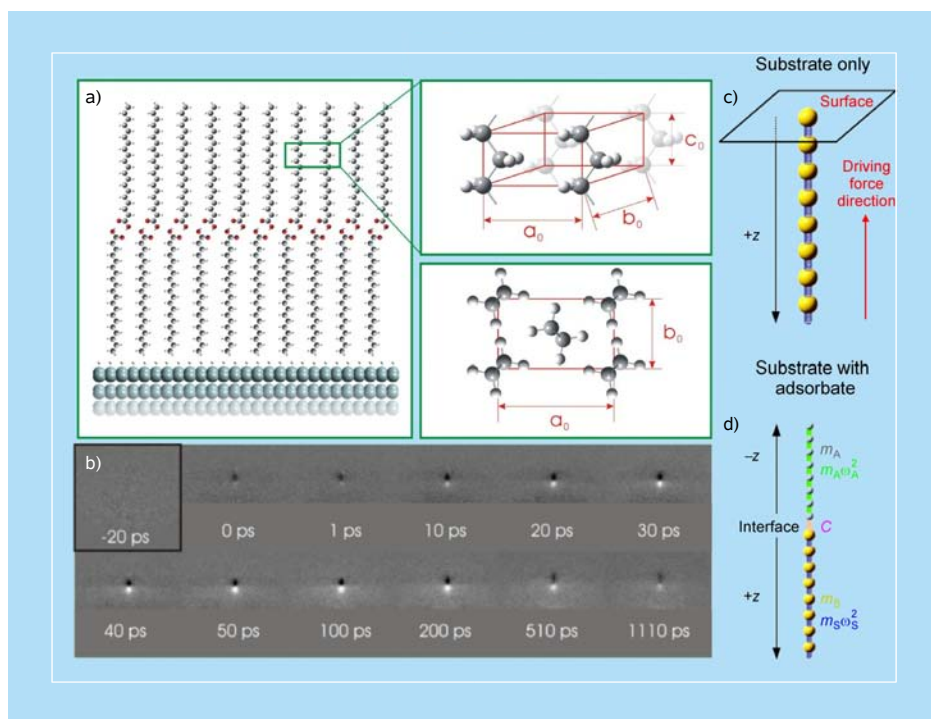 a)
c₀
a₀
b₀
b₀
a₀
b)
-20 ps
0 ps
1 ps
10 ps
20 ps
30 ps
40 ps
50 ps
100 ps
200 ps
510 ps
1110 ps
Substrate only
c)
Surface
Driving
force
direction
+z
Substrate with
adsorbate
d)
–z
m_A
m_Aω_A²
Interface
C
+z
m_S
m_Sω_S²